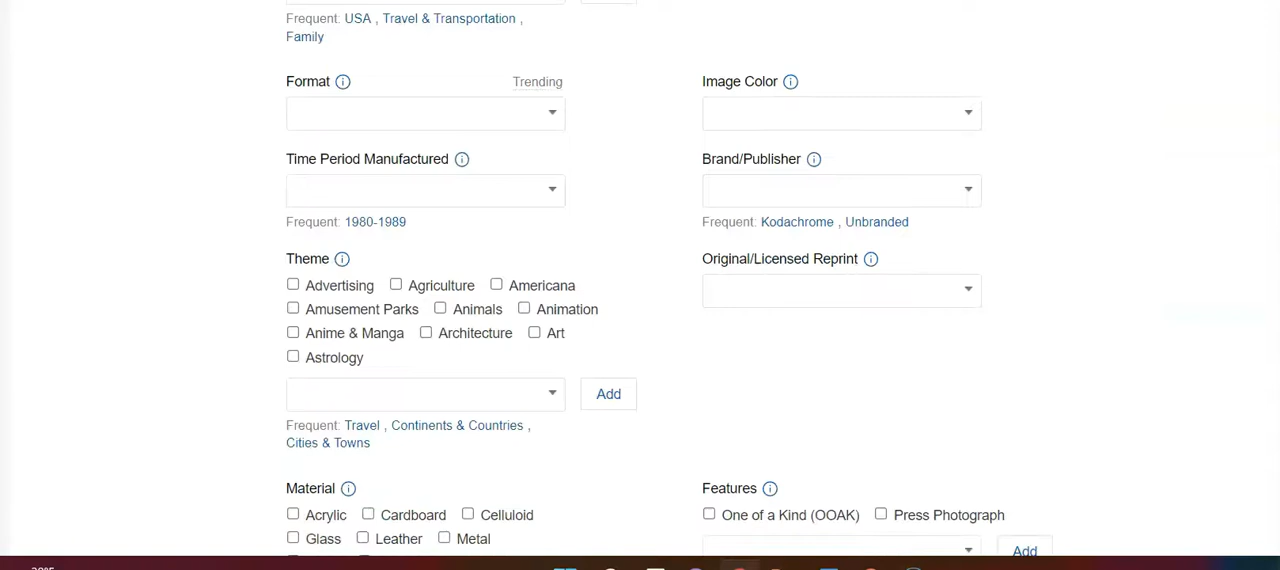 Frequent: USA , Travel & Transportation ,
Family
Format
Trending
Image Color
Time Period Manufactured
Brand/Publisher
Frequent: 1980-1989
Frequent: Kodachrome , Unbranded
Theme
Original/Licensed Reprint
Advertising Agriculture Americana
Amusement Parks Animals Animation
Anime & Manga Architecture Art
Astrology
Add
Frequent: Travel , Continents & Countries ,
Cities & Towns
Material
Features
Acrylic Cardboard Celluloid
One of a Kind (OOAK) Press Photograph
Glass Leather Metal
Add